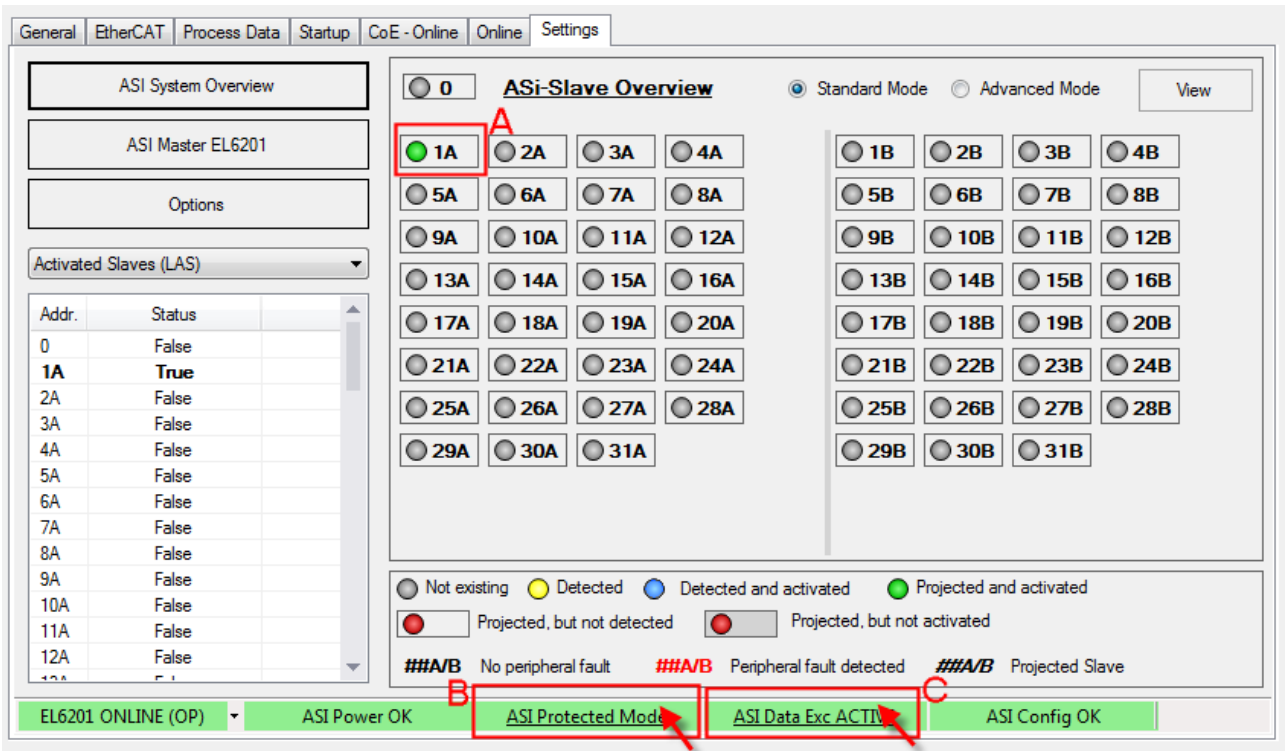 General EtherCAT Process Data Startup CoE - Online Online Settings
ASI System Overview
ASI Master EL6201
Options
Activated Slaves (LAS)
Addr. Status
0 False
1A True
2A False
3A False
4A False
5A False
6A False
7A False
8A False
9A False
10A False
11A False
12A False
0 ASi-Slave Overview Standard Mode Advanced Mode View
A
1A 2A 3A 4A 1B 2B 3B 4B
5A 6A 7A 8A 5B 6B 7B 8B
9A 10A 11A 12A 9B 10B 11B 12B
13A 14A 15A 16A 13B 14B 15B 16B
17A 18A 19A 20A 17B 18B 19B 20B
21A 22A 23A 24A 21B 22B 23B 24B
25A 26A 27A 28A 25B 26B 27B 28B
29A 30A 31A 29B 30B 31B
Not existing Detected Detected and activated Projected and activated
Projected, but not detected Projected, but not activated
##A/B No peripheral fault ##A/B Peripheral fault detected ##A/B Projected Slave
B C
EL6201 ONLINE (OP) ASI Power OK ASI Protected Mode ASI Data Exc ACTIVE ASI Config OK